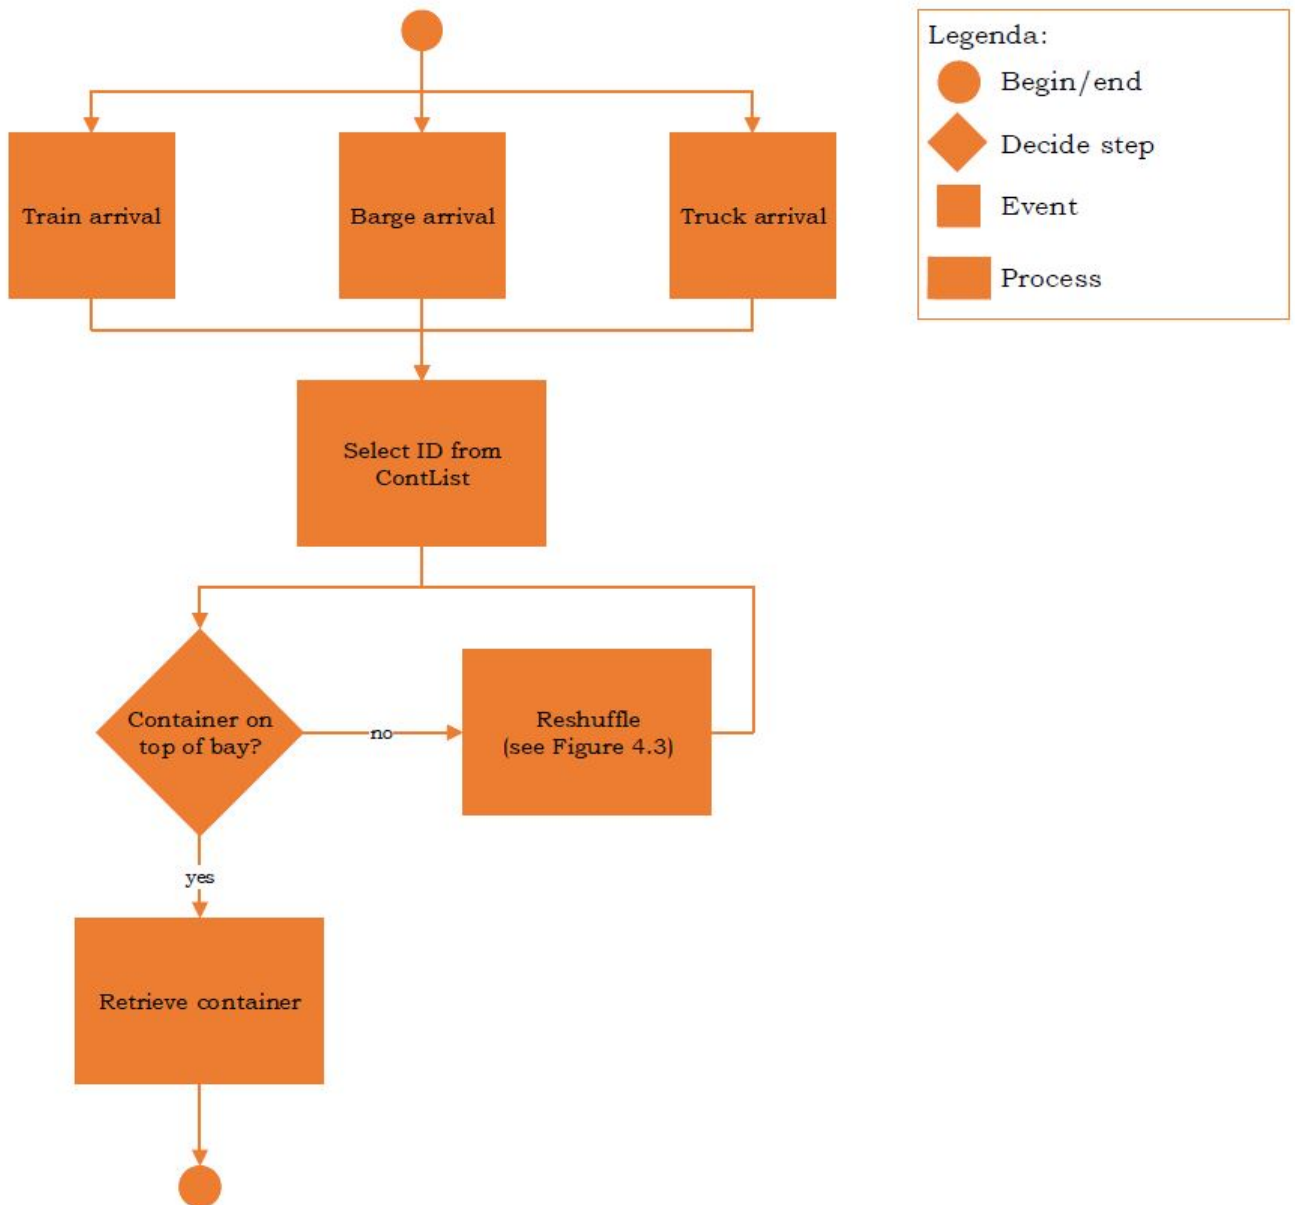 Legenda:
Begin/end
Decide step
Event
Process
Train arrival
Barge arrival
Truck arrival
Select ID from
ContList
Container on
top of bay?
no
Reshuffle
(see Figure 4.3)
yes
Retrieve container